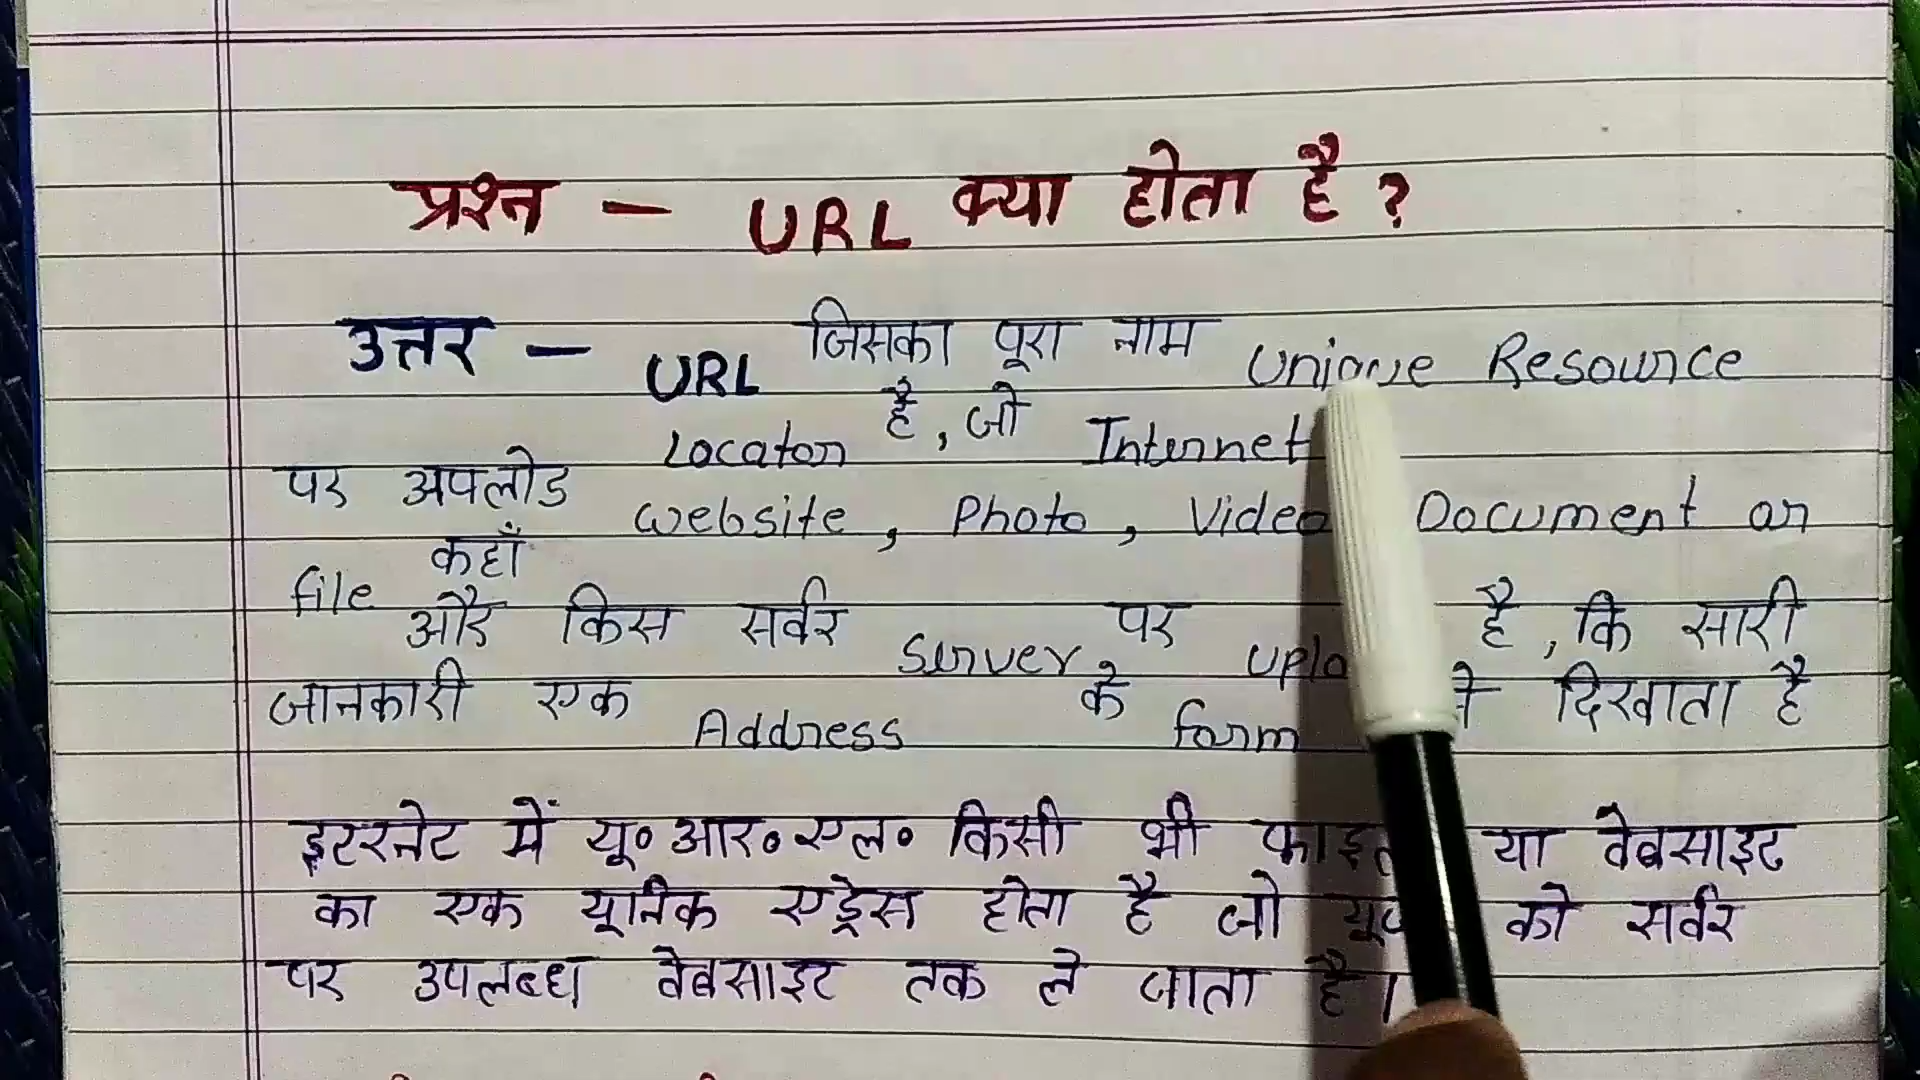 प्रश्न — URL क्या होता है ?
उत्तर — URL जिसका पूरा नाम Unique Resource
Locator है, जो Internet
पर अपलोड Website, Photo, Video Document or
file कहाँ
और किस सर्वर Server पर है, कि सारी
जानकारी एक Address के form दिखाता है
इटरनेट में यू॰ आर॰ एल॰ किसी भी या वेबसाइट
का एक यूनिक एड्रेस होता है जो को सर्वर
पर उपलब्ध वेबसाइट तक ले जाता है।